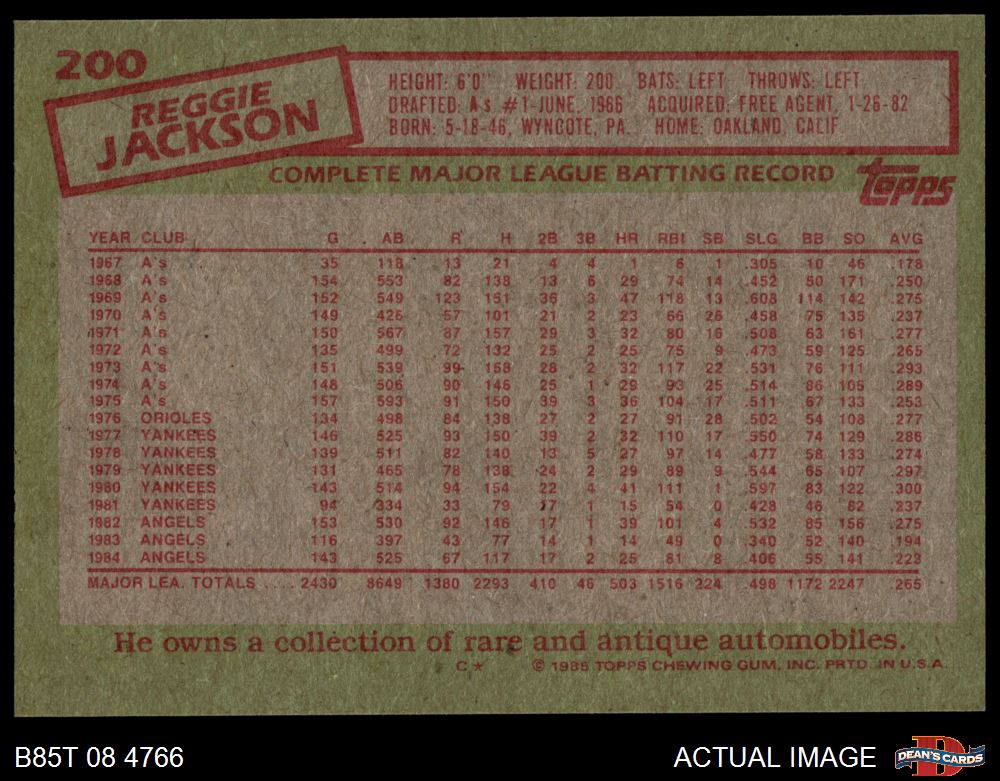 200
REGGIE
JACKSON
HEIGHT: 6'0" WEIGHT: 200 BATS: LEFT THROWS: LEFT
DRAFTED: A's #1-JUNE, 1966 ACQUIRED: FREE AGENT, 1-26-82
BORN: 5-18-46, WYNCOTE, PA. HOME: OAKLAND, CALIF.
COMPLETE MAJOR LEAGUE BATTING RECORD
topps
YEAR CLUB G AB R H 2B 3B HR RBI SB SLG BB SO AVG
1967 A's 35 118 13 21 4 4 1 6 1 .305 10 46 .178
1968 A's 154 553 82 138 13 6 29 74 14 .452 50 171 .250
1969 A's 152 549 123 151 36 3 47 118 13 .608 114 142 .275
1970 A's 149 426 57 101 21 2 23 66 26 .458 75 135 .237
1971 A's 150 567 87 157 29 3 32 80 16 .508 63 161 .277
1972 A's 135 499 72 132 25 2 25 75 9 .473 59 125 .265
1973 A's 151 539 99 158 28 2 32 117 22 .531 76 111 .293
1974 A's 148 506 90 146 25 1 29 93 25 .514 86 105 .289
1975 A's 157 593 91 150 39 3 36 104 17 .511 67 133 .253
1976 ORIOLES 134 498 84 138 27 2 27 91 28 .502 54 108 .277
1977 YANKEES 146 525 93 150 39 2 32 110 17 .550 74 129 .286
1978 YANKEES 139 511 82 140 13 5 27 97 14 .477 58 133 .274
1979 YANKEES 131 465 78 138 24 2 29 89 9 .544 65 107 .297
1980 YANKEES 143 514 94 154 22 4 41 111 1 .597 83 122 .300
1981 YANKEES 94 334 33 79 17 1 15 54 0 .428 46 82 .237
1982 ANGELS 153 530 92 146 17 1 39 101 4 .532 85 156 .275
1983 ANGELS 116 397 43 77 14 1 14 49 0 .340 52 140 .194
1984 ANGELS 143 525 67 117 17 2 25 81 8 .406 55 141 .223
MAJOR LEA. TOTALS .... 2430 8649 1380 2293 410 46 503 1516 224 .498 1172 2247 .265
He owns a collection of rare and antique automobiles.
C* © 1985 TOPPS CHEWING GUM, INC. PRTD. IN U.S.A.
B85T 08 4766 ACTUAL IMAGE DEAN'S CARDS